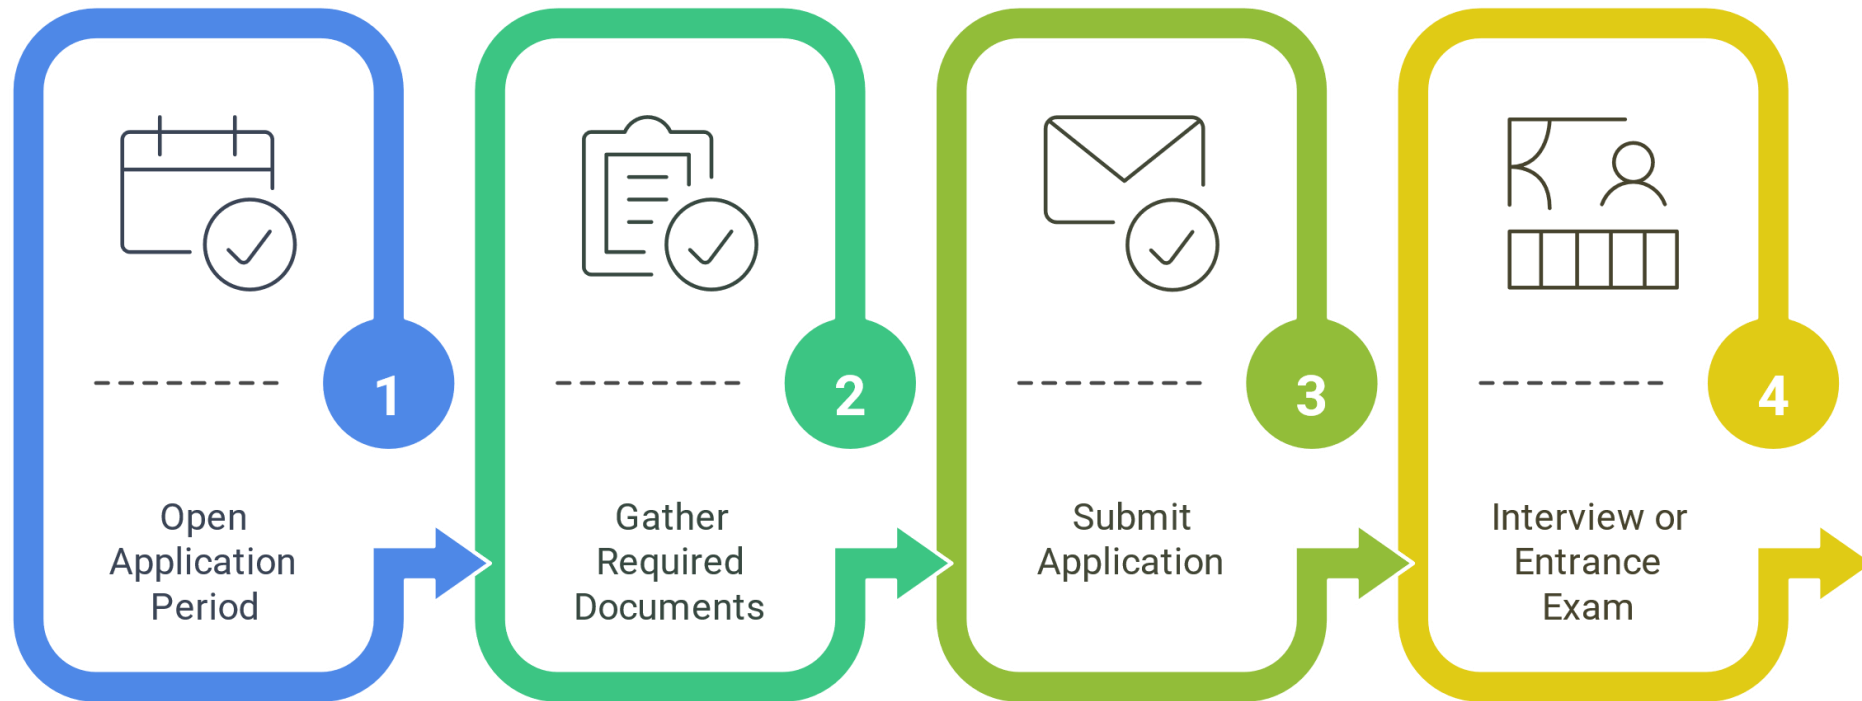 1
Open
Application
Period
2
Gather
Required
Documents
3
Submit
Application
4
Interview or
Entrance
Exam